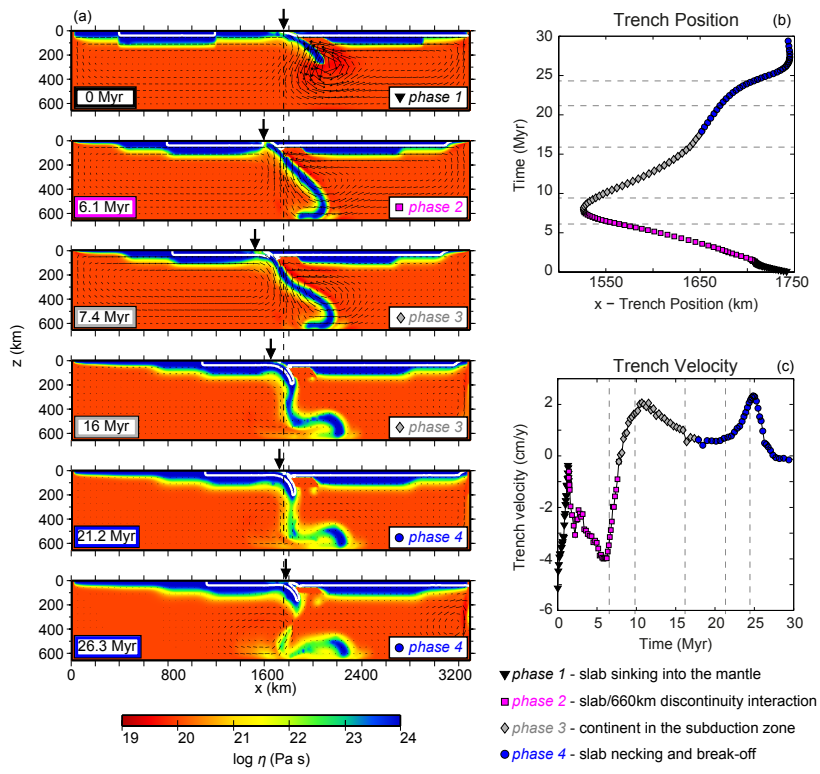 (a)
0
200
400
600
0 Myr
phase 1
0
200
400
600
6.1 Myr
phase 2
0
200
400
600
7.4 Myr
phase 3
z (km)
0
200
400
600
16 Myr
phase 3
0
200
400
600
21.2 Myr
phase 4
0
200
400
600
26.3 Myr
phase 4
0 800 1600 2400 3200
x (km)
19 20 21 22 23 24
log η (Pa s)
Trench Position (b)
30
25
20
15
10
5
0
Time (Myr)
1550 1650 1750
x − Trench Position (km)
Trench Velocity (c)
2
0
-2
-4
-6
Trench velocity (cm/y)
0 5 10 15 20 25 30
Time (Myr)
phase 1 - slab sinking into the mantle
phase 2 - slab/660km discontinuity interaction
phase 3 - continent in the subduction zone
phase 4 - slab necking and break-off